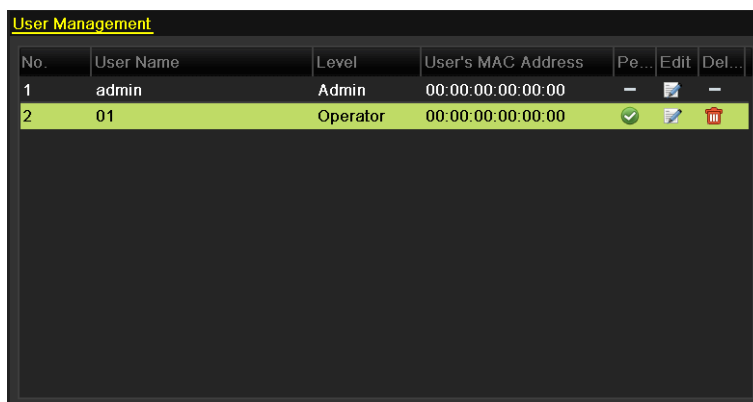 User Management
No. User Name Level User's MAC Address Pe... Edit Del...
1 admin Admin 00:00:00:00:00:00 – –
2 01 Operator 00:00:00:00:00:00